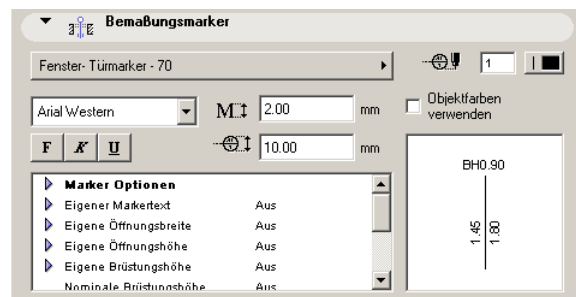 Bemaßungsmarker
Fenster- Türmarker - 70
1
Arial Western
M
2.00
mm
Objektfarben
verwenden
F K U
10.00
mm
Marker Optionen
Eigener Markertext Aus
Eigene Öffnungsbreite Aus
Eigene Öffnungshöhe Aus
Eigene Brüstungshöhe Aus
Nominale Brüstungshöhe Aus
BH0.90
1.45
1.80